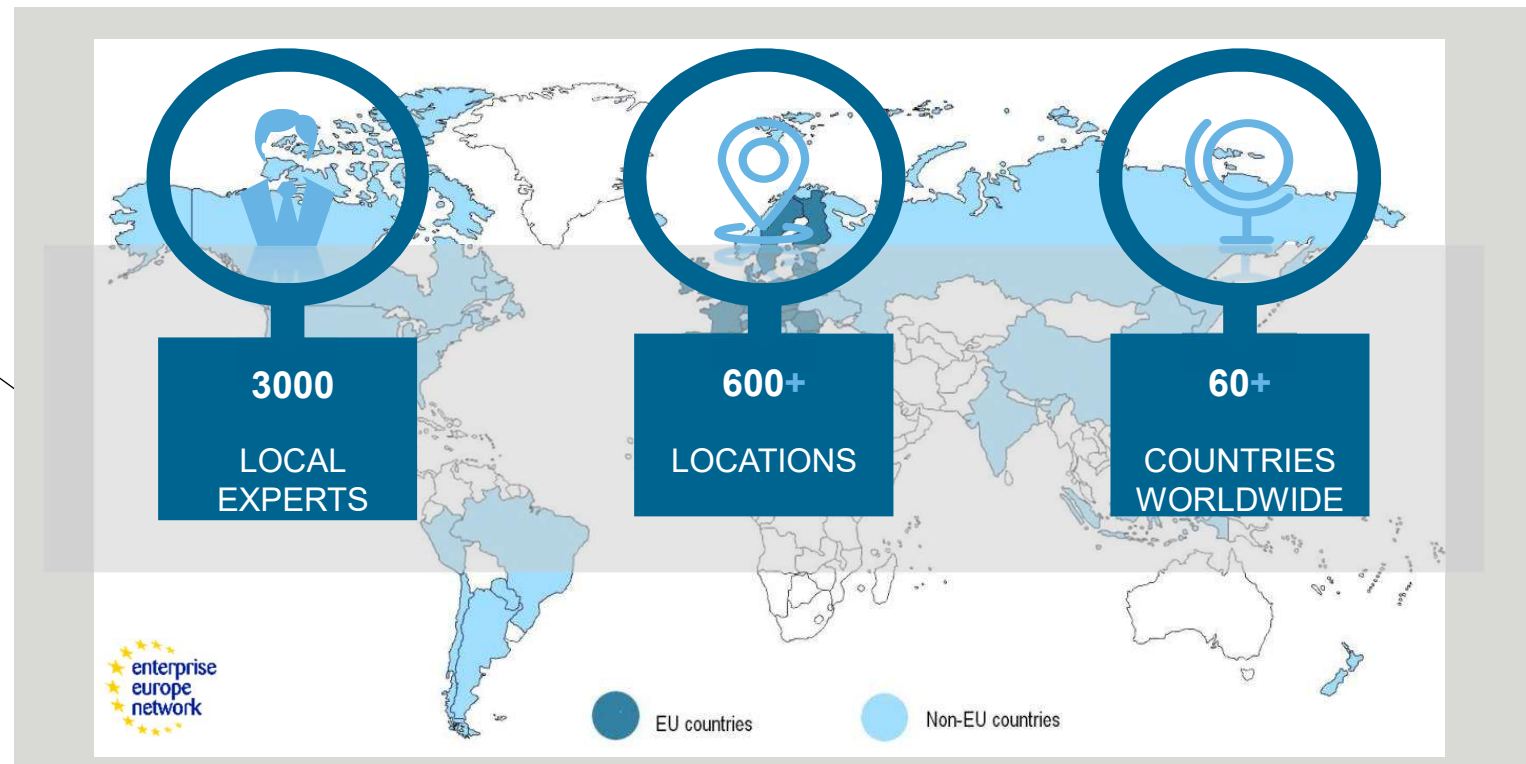 3000
LOCAL
EXPERTS
600+
LOCATIONS
60+
COUNTRIES
WORLDWIDE
enterprise
europe
network
EU countries
Non-EU countries